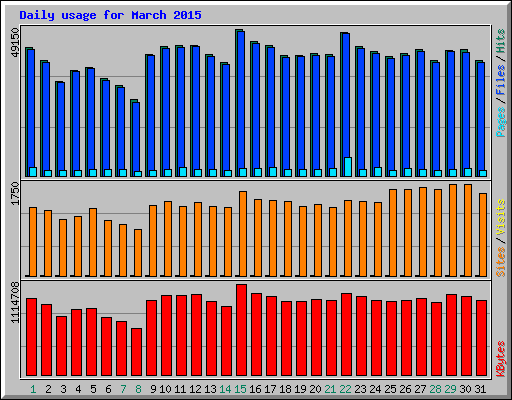 Daily usage for March 2015
49150
Pages / Files / Hits
1750
Sites / Visits
1114708
KBytes
1 2 3 4 5 6 7 8 9 10 11 12 13 14 15 16 17 18 19 20 21 22 23 24 25 26 27 28 29 30 31